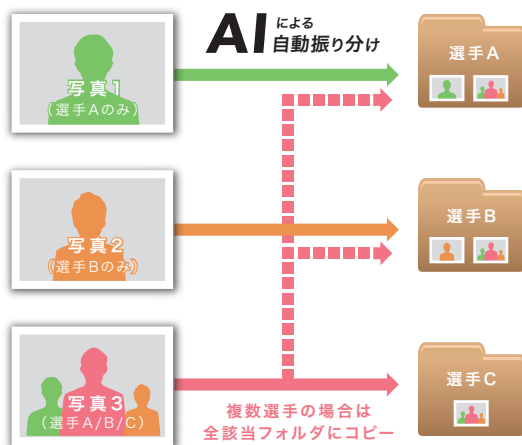 AIによる
自動振り分け
写真1
(選手Aのみ)
選手A
写真2
(選手Bのみ)
選手B
写真3
(選手A/B/C)
選手C
複数選手の場合は
全該当フォルダにコピー